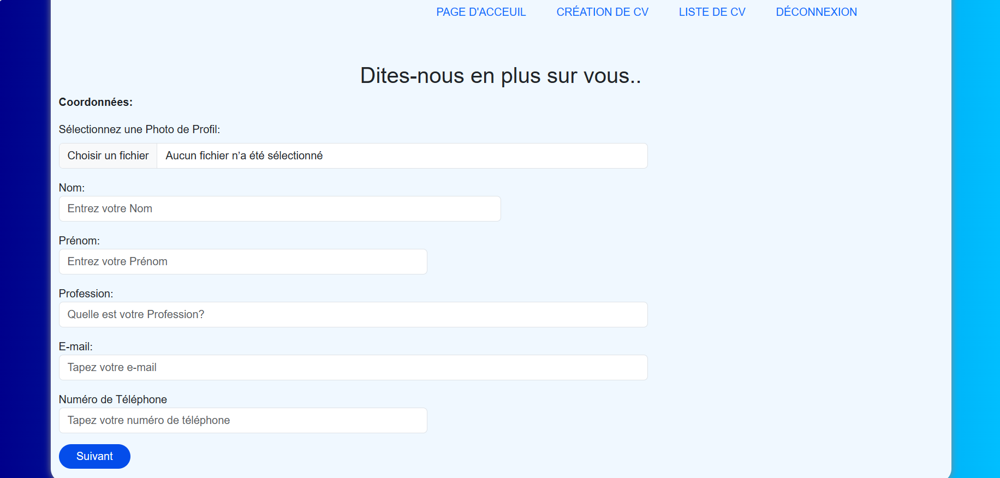 PAGE D'ACCEUIL CRÉATION DE CV LISTE DE CV DÉCONNEXION
Dites-nous en plus sur vous..
Coordonnées:
Sélectionnez une Photo de Profil:
Choisir un fichier Aucun fichier n’a été sélectionné
Nom:
Entrez votre Nom
Prénom:
Entrez votre Prénom
Profession:
Quelle est votre Profession?
E-mail:
Tapez votre e-mail
Numéro de Téléphone
Tapez votre numéro de téléphone
Suivant